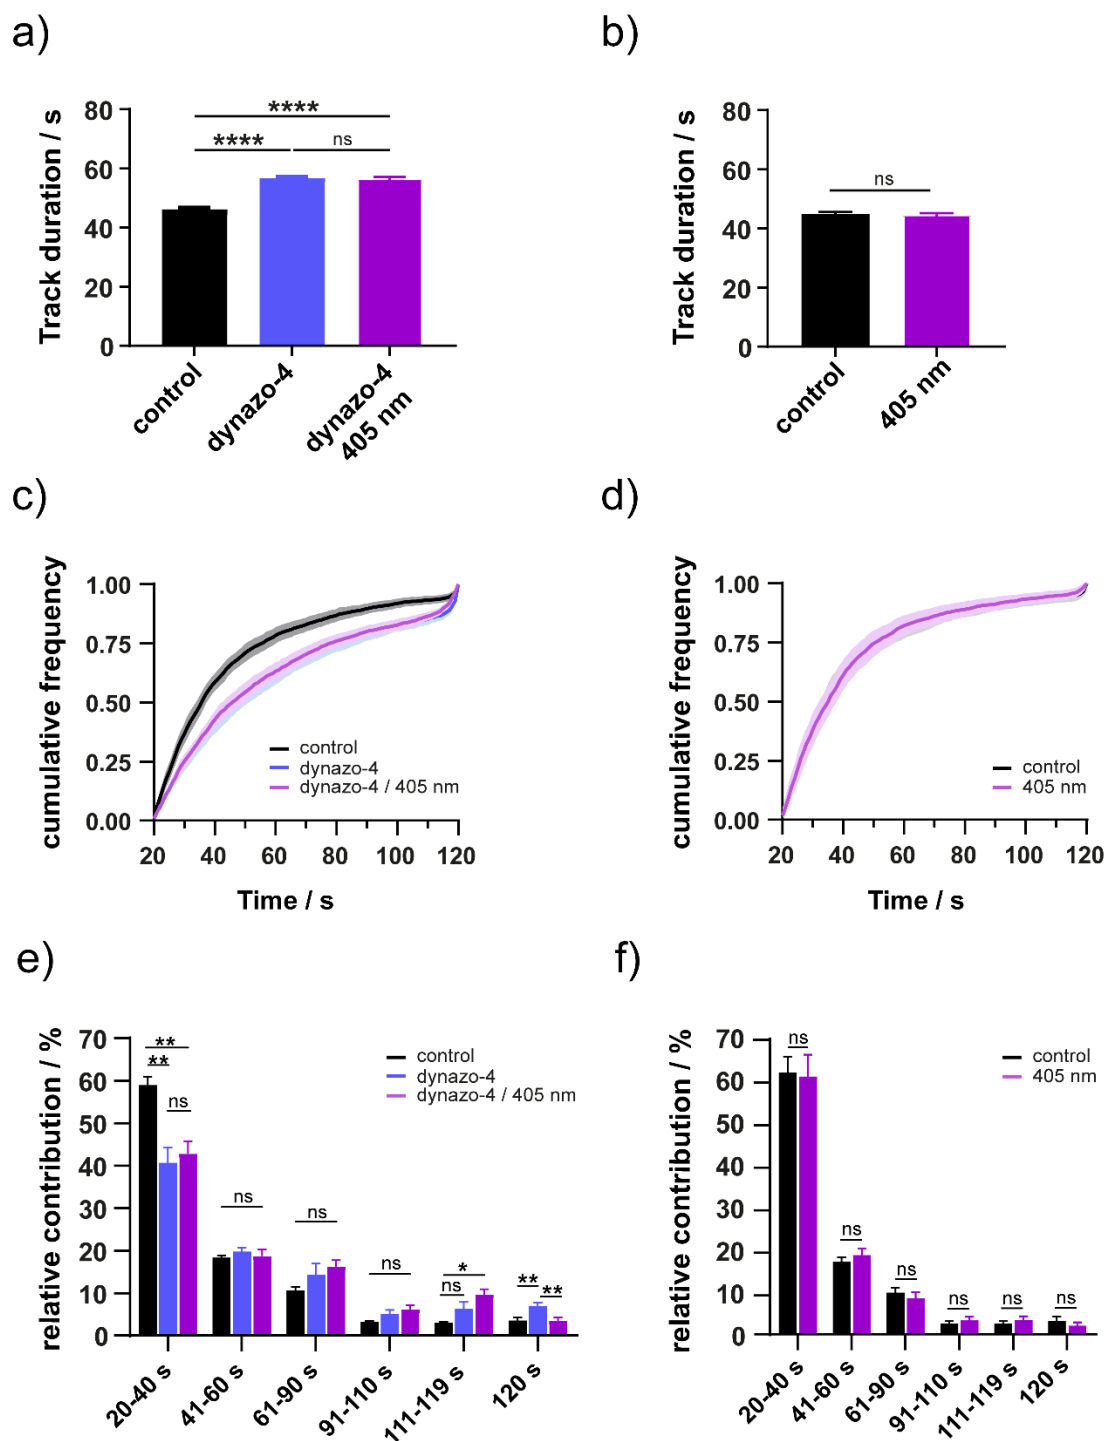 a)
Track duration / s
80
60
40
20
0
****
****
ns
control
dynazo-4
dynazo-4
405 nm
b)
Track duration / s
80
60
40
20
0
ns
control
405 nm
c)
cumulative frequency
1.00
0.75
0.50
0.25
0.00
control
dynazo-4
dynazo-4 / 405 nm
20 40 60 80 100 120
Time / s
d)
cumulative frequency
1.00
0.75
0.50
0.25
0.00
control
405 nm
20 40 60 80 100 120
Time / s
e)
relative contribution / %
70
60
50
40
30
20
10
0
**
**
ns
ns
ns
ns
*
ns
**
**
control
dynazo-4
dynazo-4 / 405 nm
20-40 s
41-60 s
61-90 s
91-110 s
111-119 s
120 s
f)
relative contribution / %
70
60
50
40
30
20
10
0
ns
ns
ns
ns
ns
ns
control
405 nm
20-40 s
41-60 s
61-90 s
91-110 s
111-119 s
120 s